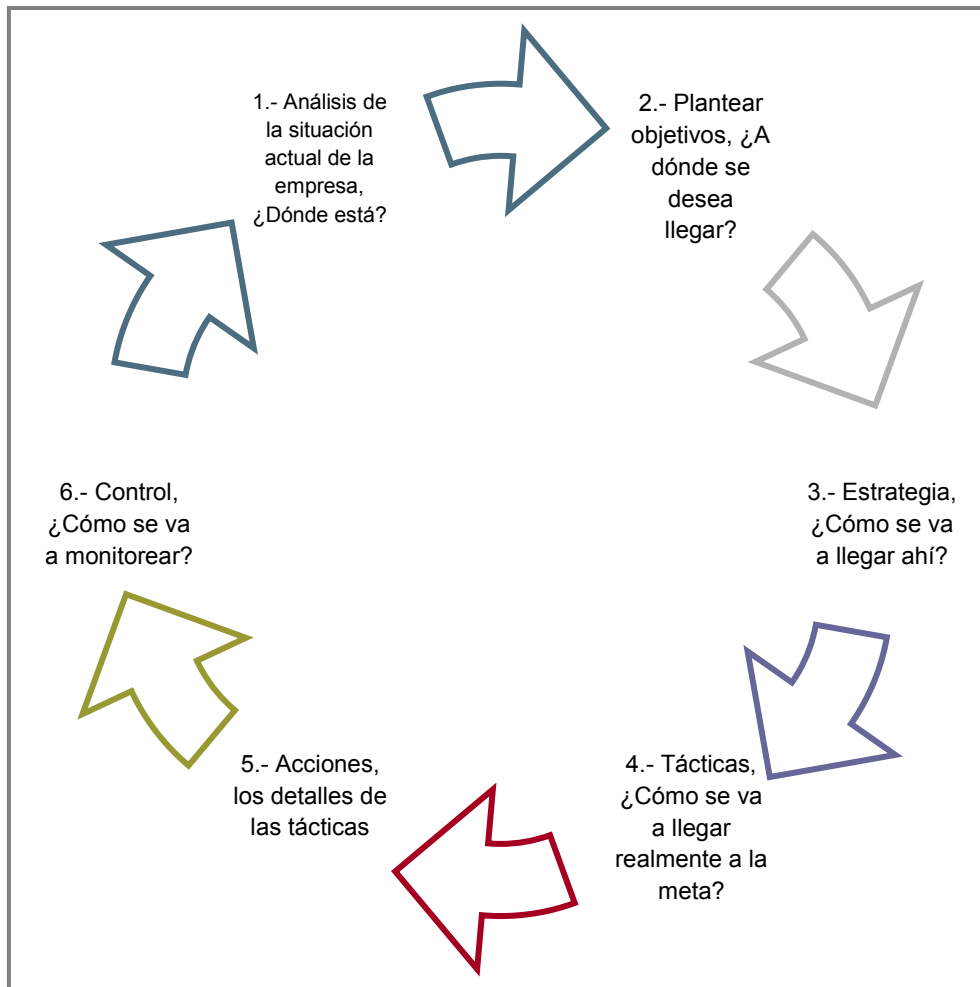 1.- Análisis de
la situación
actual de la
empresa,
¿Dónde está?
2.- Plantear
objetivos, ¿A
dónde se
desea
llegar?
3.- Estrategia,
¿Cómo se va
a llegar ahí?
4.- Tácticas,
¿Cómo se va
a llegar
realmente a la
meta?
5.- Acciones,
los detalles de
las tácticas
6.- Control,
¿Cómo se va
a monitorear?